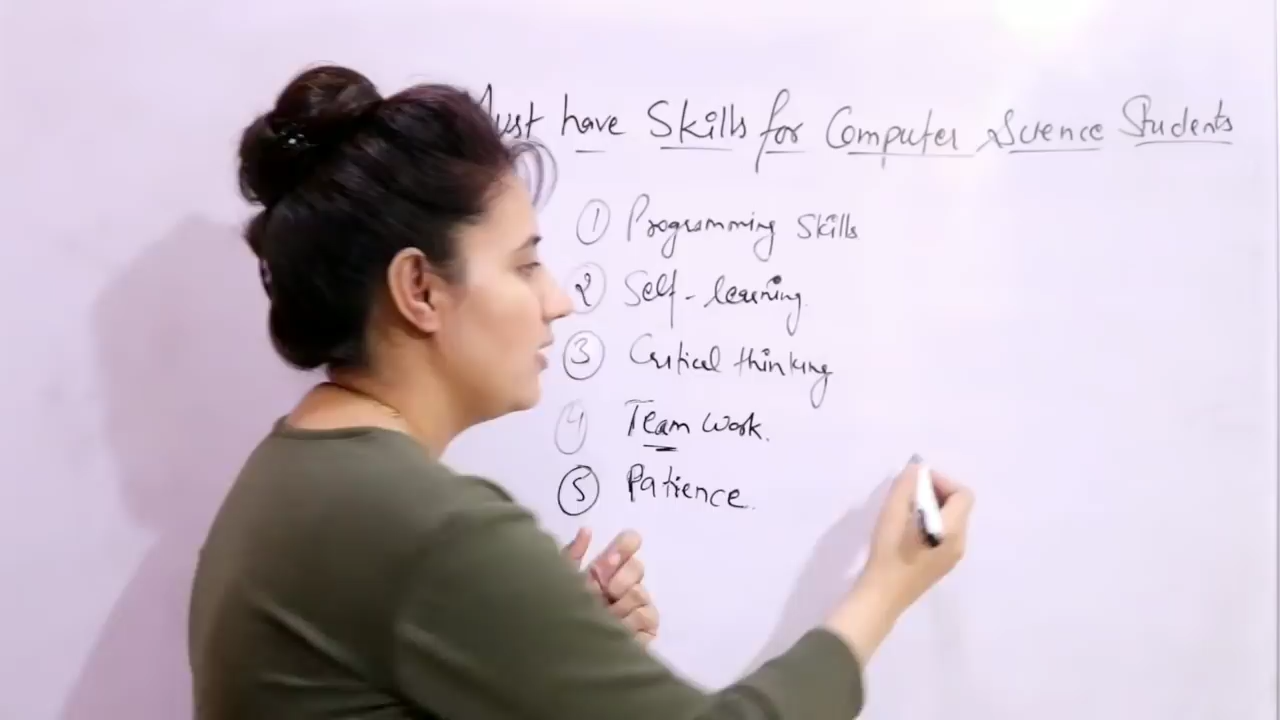 Must have Skills for Computer Science Students
① Programming Skills
② Self-learning.
③ Critical thinking
④ Team Work.
⑤ Patience.